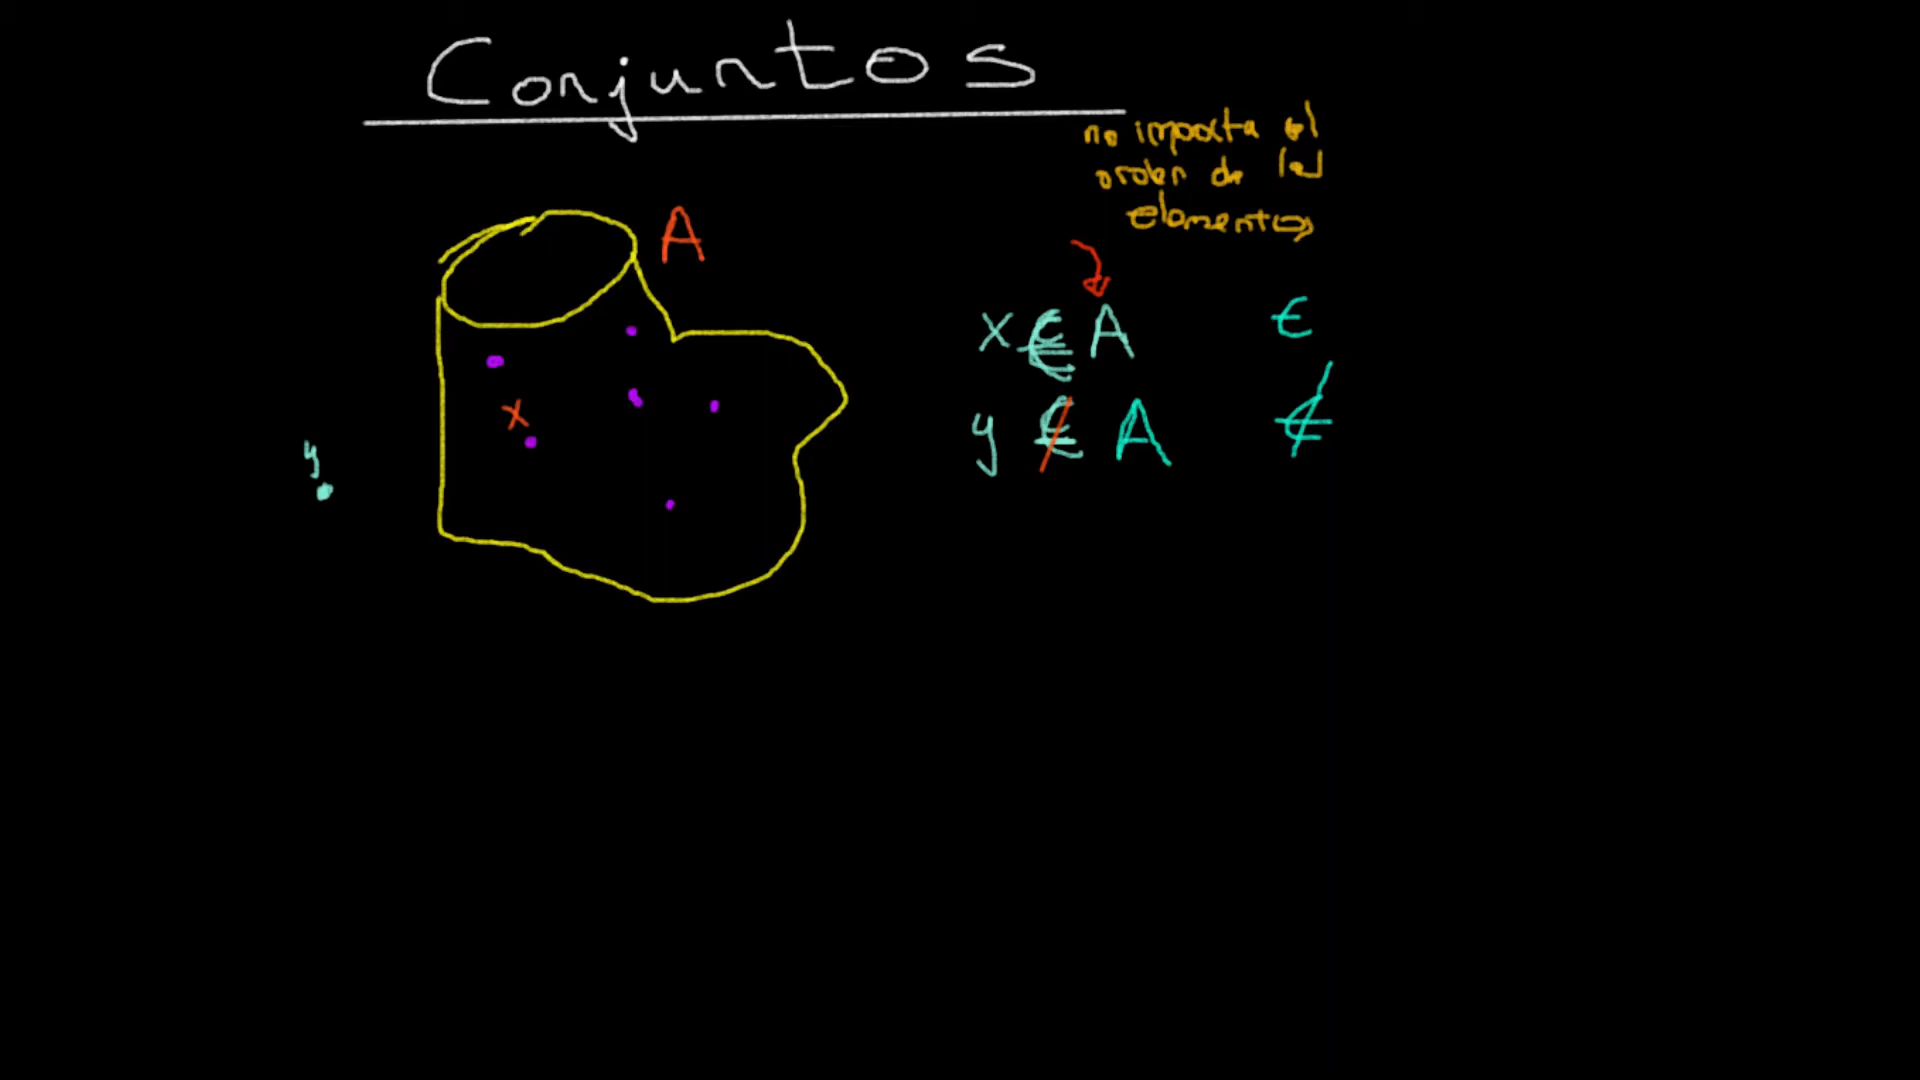 Conjuntos
no importa el
orden de los
elementos
A
x ∈ A
∈
x
y ∉ A
∉
y